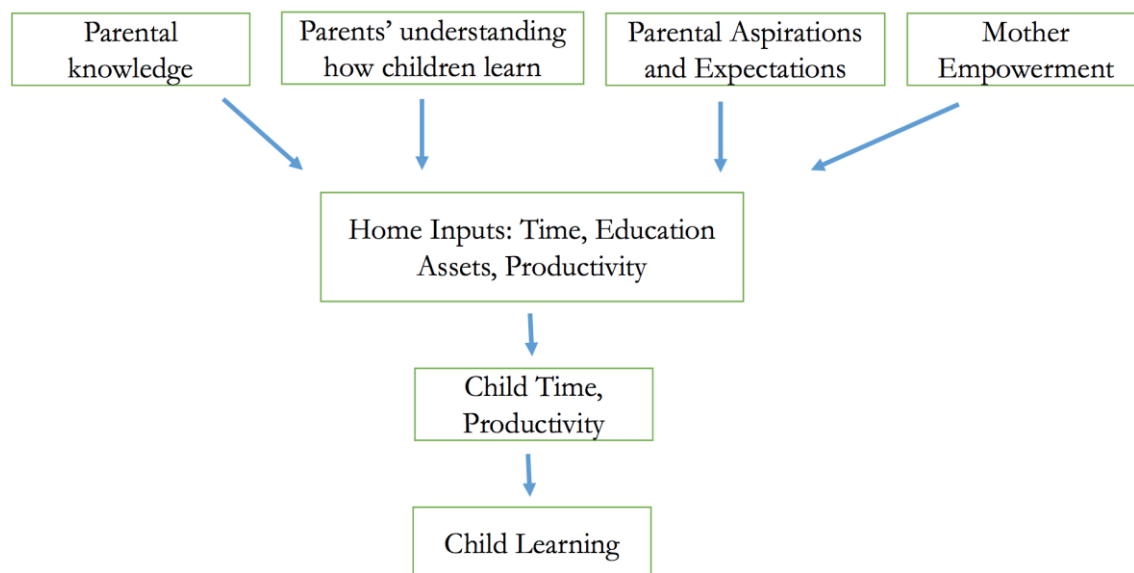 Parental
knowledge
Parents’ understanding
how children learn
Parental Aspirations
and Expectations
Mother
Empowerment
Home Inputs: Time, Education
Assets, Productivity
Child Time,
Productivity
Child Learning